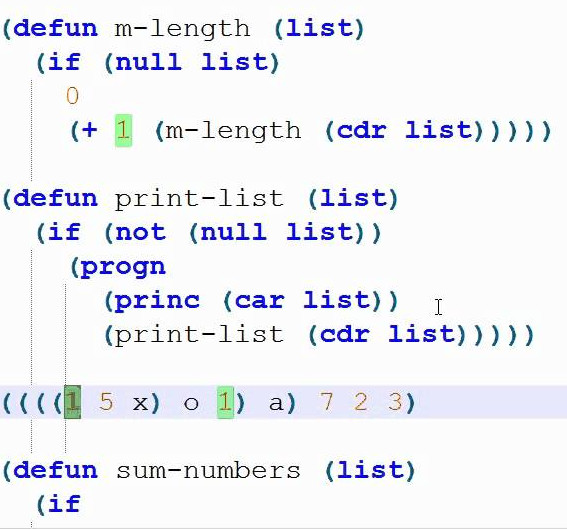 (defun m-length (list)
(if (null list)
0
(+ 1 (m-length (cdr list)))))
(defun print-list (list)
(if (not (null list))
(progn
(princ (car list))
(print-list (cdr list)))))
((((1 5 x) o 1) a) 7 2 3)
(defun sum-numbers (list)
(if